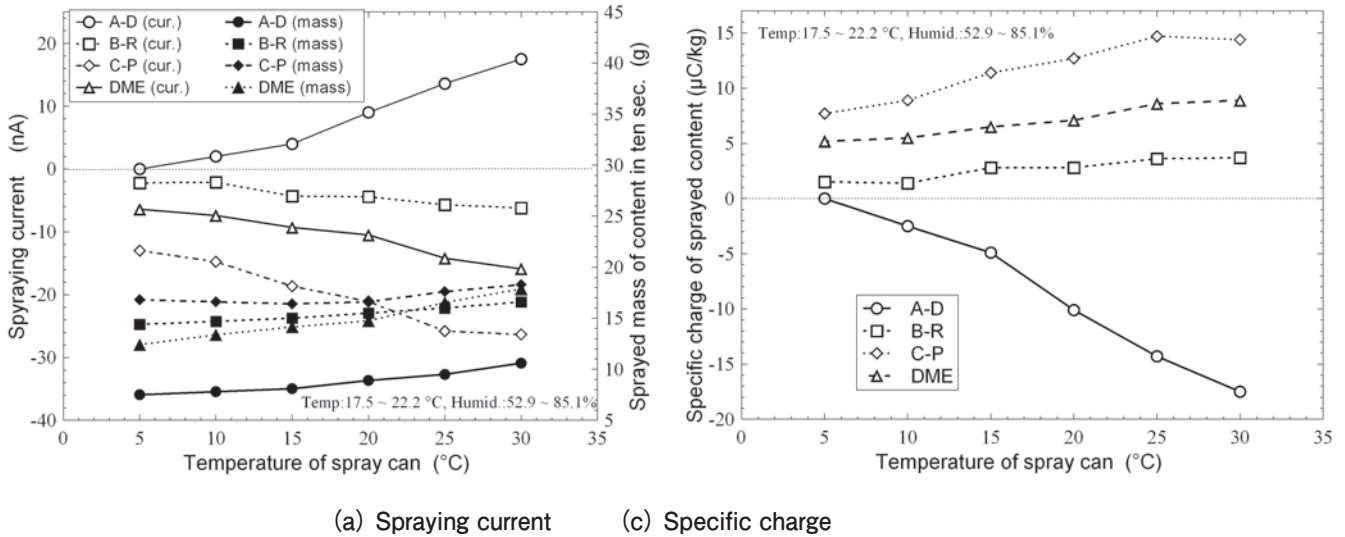 A-D (cur.)
B-R (cur.)
C-P (cur.)
DME (cur.)
A-D (mass)
B-R (mass)
C-P (mass)
DME (mass)
20
10
0
-10
-20
-30
-40
Spyraying current (nA)
45
40
35
30
25
20
15
10
5
Sprayed mass of content in ten sec. (g)
Temp:17.5 ~ 22.2 °C, Humid.:52.9 ~ 85.1%
0 5 10 15 20 25 30 35
Temperature of spray can (°C)
Temp:17.5 ~ 22.2 °C, Humid.:52.9 ~ 85.1%
15
10
5
0
-5
-10
-15
-20
Specific charge of sprayed content (μC/kg)
A-D
B-R
C-P
DME
0 5 10 15 20 25 30 35
Temperature of spray can (°C)
(a) Spraying current (c) Specific charge